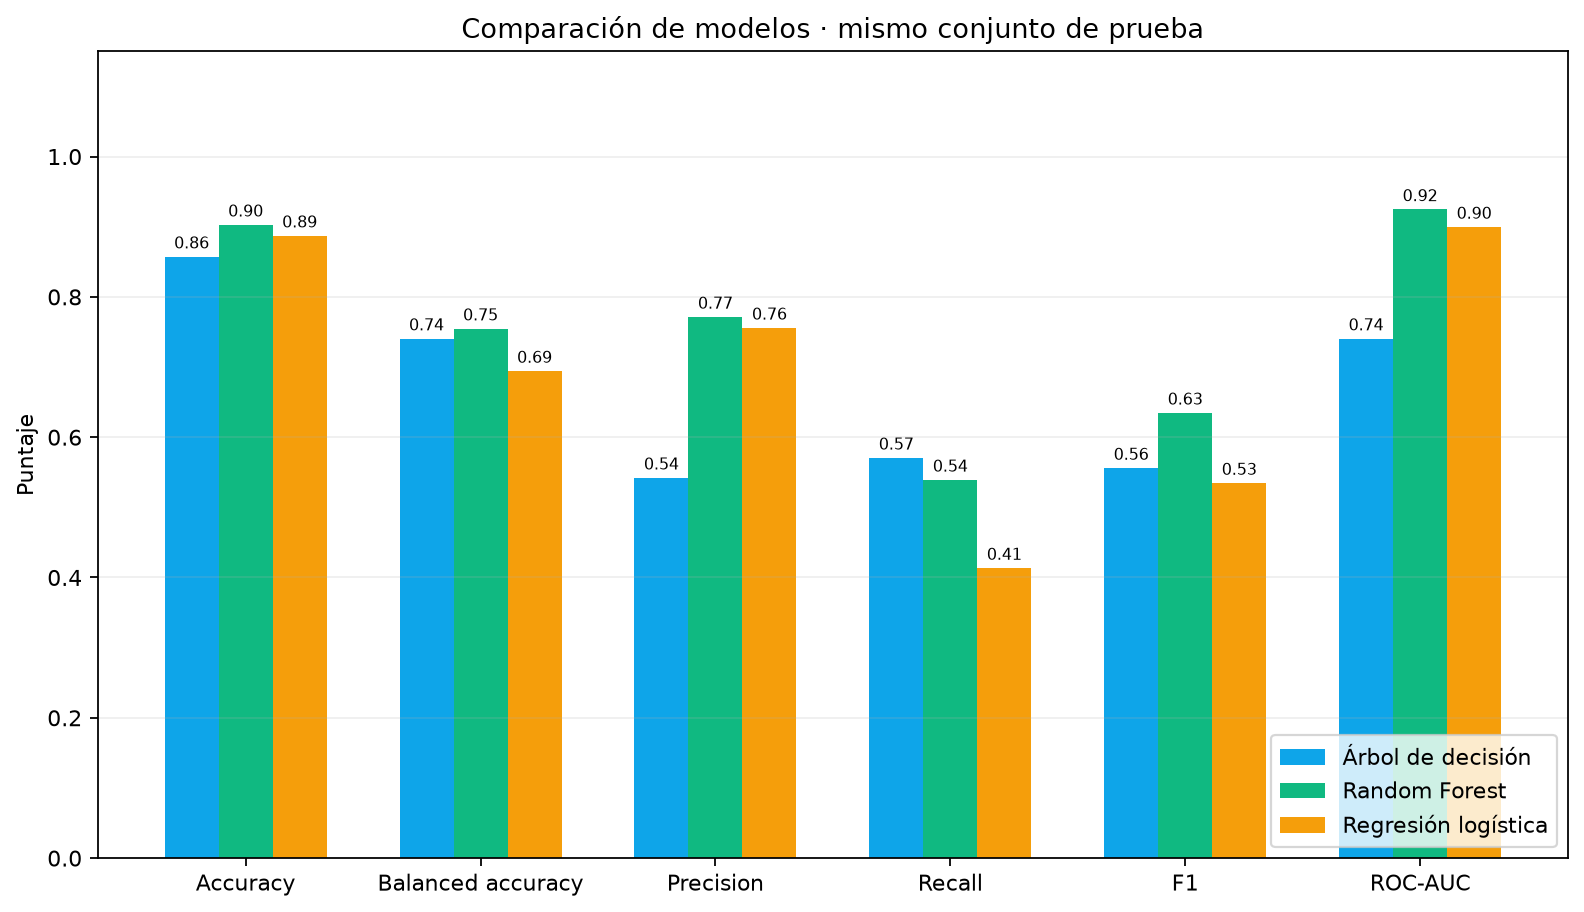 Comparación de modelos · mismo conjunto de prueba
Puntaje
1.0
0.8
0.6
0.4
0.2
0.0
0.86 0.90 0.89
0.74 0.75 0.69
0.54 0.77 0.76
0.57 0.54 0.41
0.56 0.63 0.53
0.74 0.92 0.90
Accuracy Balanced accuracy Precision Recall F1 ROC-AUC
Árbol de decisión
Random Forest
Regresión logística